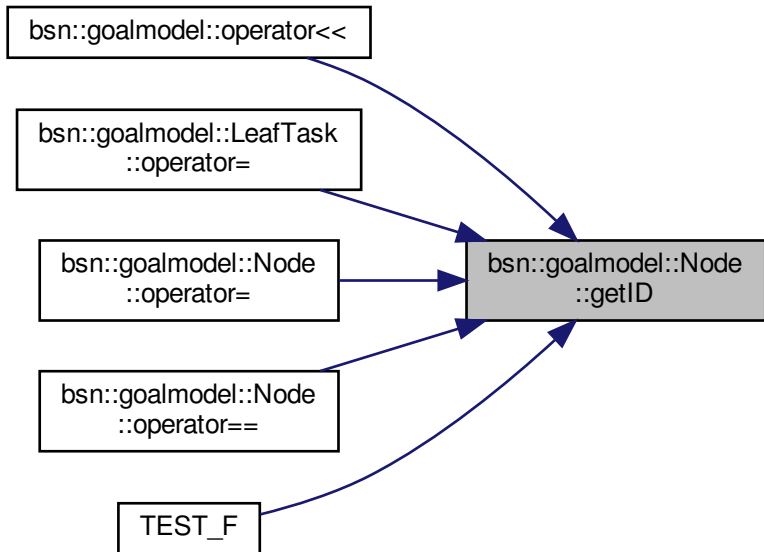 bsn::goalmodel::operator<<
bsn::goalmodel::LeafTask
::operator=
bsn::goalmodel::Node
::operator=
bsn::goalmodel::Node
::getID
bsn::goalmodel::Node
::operator==
TEST_F